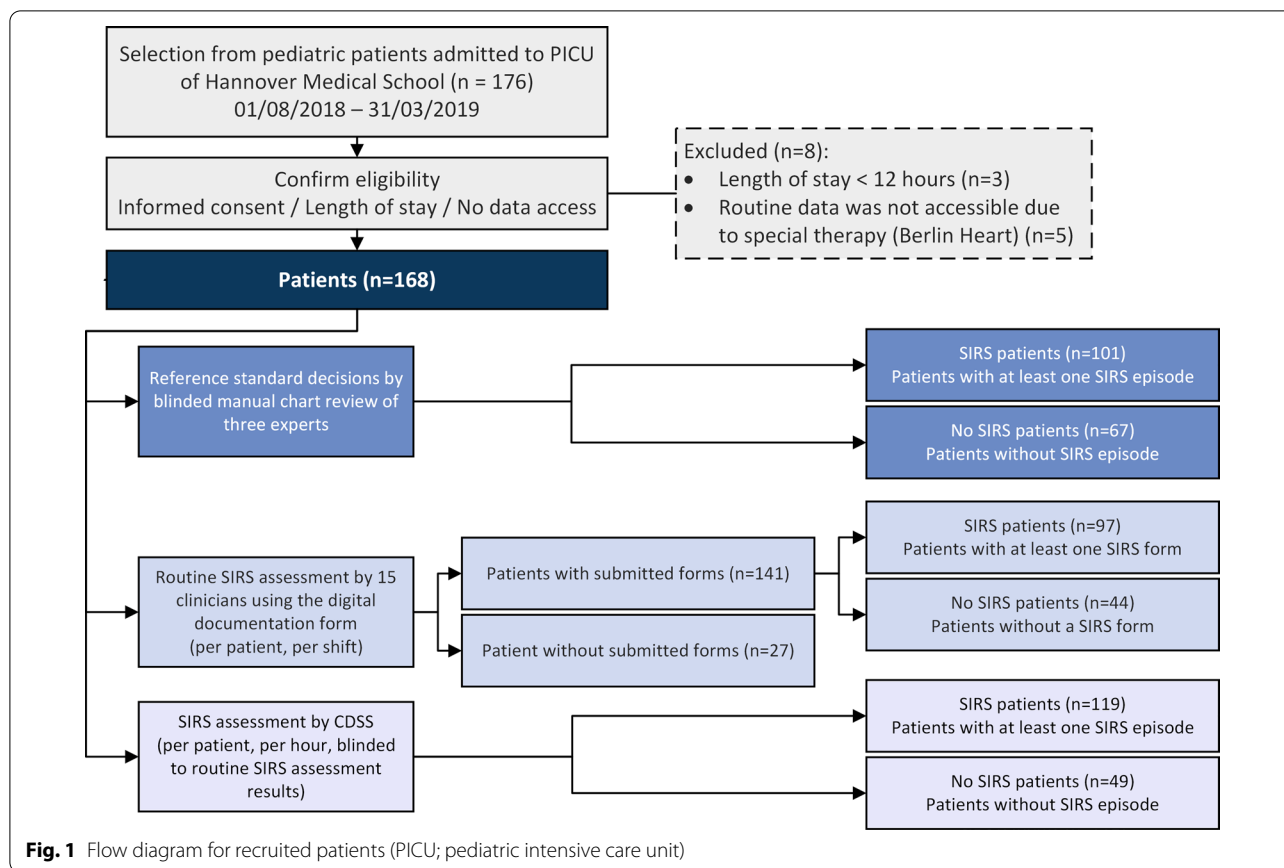 Selection from pediatric patients admitted to PICU
of Hannover Medical School (n = 176)
01/08/2018 – 31/03/2019
Confirm eligibility
Informed consent / Length of stay / No data access
Excluded (n=8):
• Length of stay < 12 hours (n=3)
• Routine data was not accessible due
to special therapy (Berlin Heart) (n=5)
Patients (n=168)
Reference standard decisions by
blinded manual chart review of
three experts
SIRS patients (n=101)
Patients with at least one SIRS episode
No SIRS patients (n=67)
Patients without SIRS episode
Routine SIRS assessment by 15
clinicians using the digital
documentation form
(per patient, per shift)
Patients with submitted forms (n=141)
Patient without submitted forms (n=27)
SIRS patients (n=97)
Patients with at least one SIRS form
No SIRS patients (n=44)
Patients without a SIRS form
SIRS assessment by CDSS
(per patient, per hour, blinded
to routine SIRS assessment
results)
SIRS patients (n=119)
Patients with at least one SIRS episode
No SIRS patients (n=49)
Patients without SIRS episode
Fig. 1 Flow diagram for recruited patients (PICU; pediatric intensive care unit)